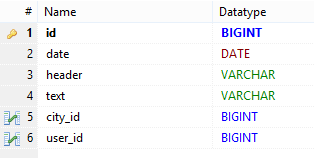 # Name Datatype
1 id BIGINT
2 date DATE
3 header VARCHAR
4 text VARCHAR
5 city_id BIGINT
6 user_id BIGINT